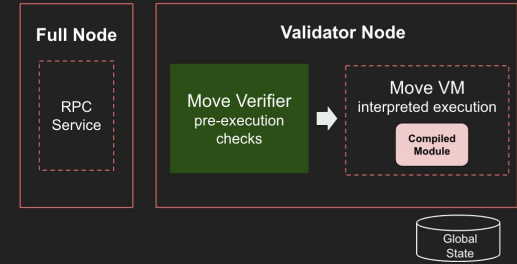 Full Node
RPC
Service
Validator Node
Move Verifier
pre-execution
checks
Move VM
interpreted execution
Compiled
Module
Global
State